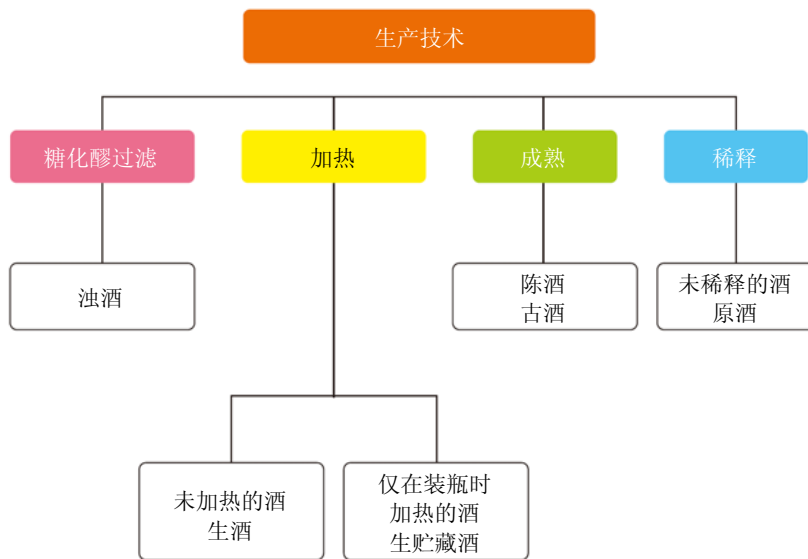 生产技术
糖化醪过滤
加热
成熟
稀释
浊酒
陈酒
古酒
未稀释的酒
原酒
未加热的酒
生酒
仅在装瓶时
加热的酒
生贮藏酒